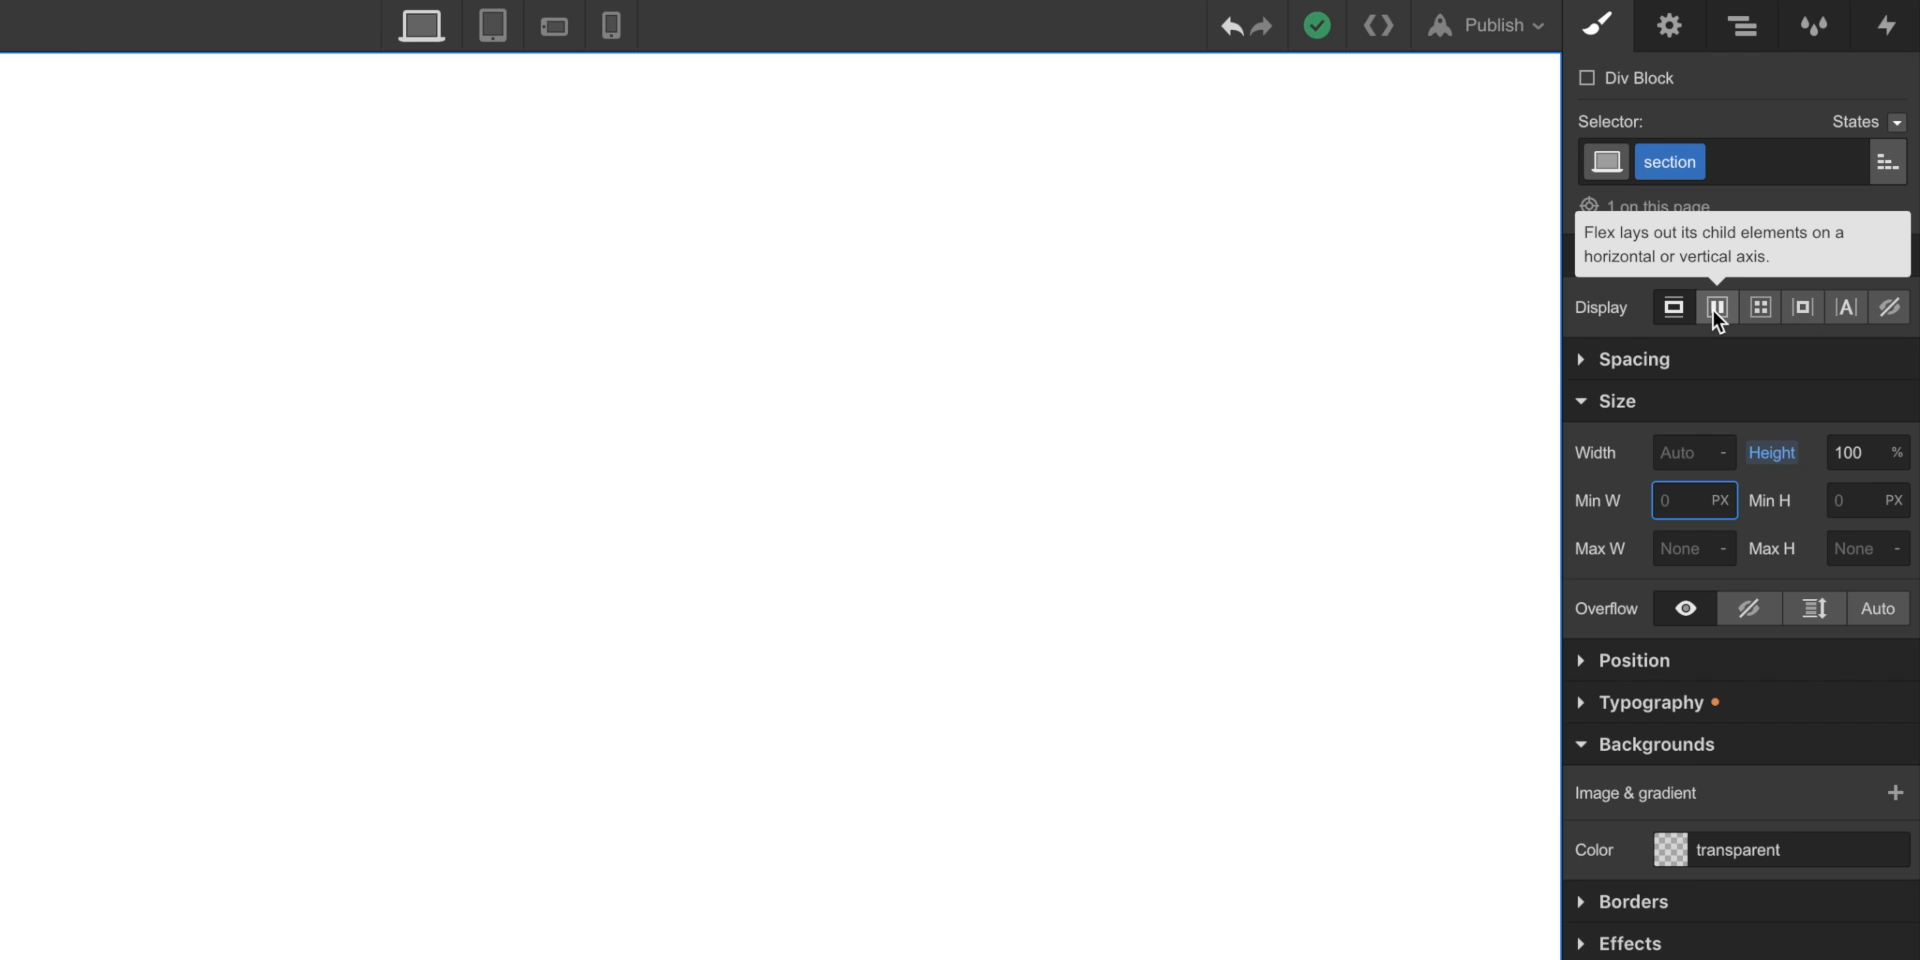 Publish
Div Block
Selector:
States
section
1 on this page
Flex lays out its child elements on a
horizontal or vertical axis.
Display
A
Spacing
Size
Width Auto - Height 100 %
Min W 0 PX Min H 0 PX
Max W None - Max H None -
Overflow Auto
Position
Typography
Backgrounds
Image & gradient
Color transparent
Borders
Effects